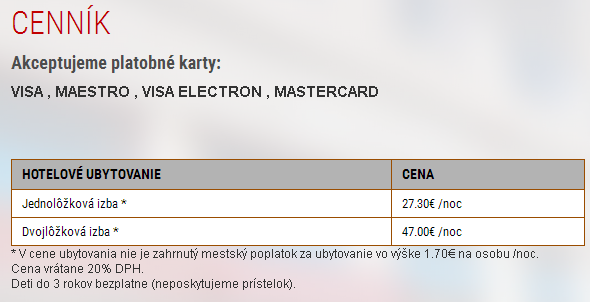 CENNÍK
Akceptujeme platobné karty:
VISA , MAESTRO , VISA ELECTRON , MASTERCARD
HOTELOVÉ UBYTOVANIE CENA
Jednolôžková izba * 27.30€ /noc
Dvojlôžková izba * 47.00€ /noc
* V cene ubytovania nie je zahrnutý mestský poplatok za ubytovanie vo výške 1.70€ na osobu /noc.
Cena vrátane 20% DPH.
Deti do 3 rokov bezplatne (neposkytujeme prístelok).